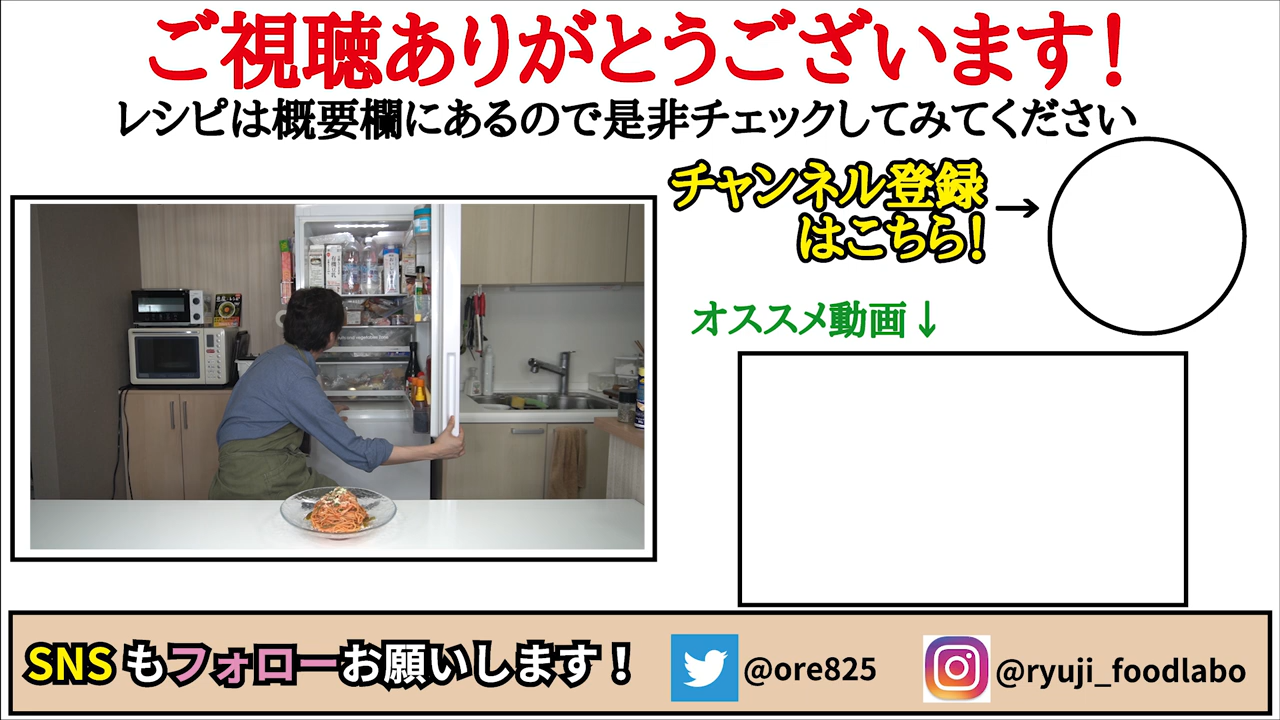 ご視聴ありがとうございます！
レシピは概要欄にあるので是非チェックしてみてください
チャンネル登録
はこちら！
→
オススメ動画↓
SNSもフォローお願いします！
@ore825
@ryuji_foodlabo